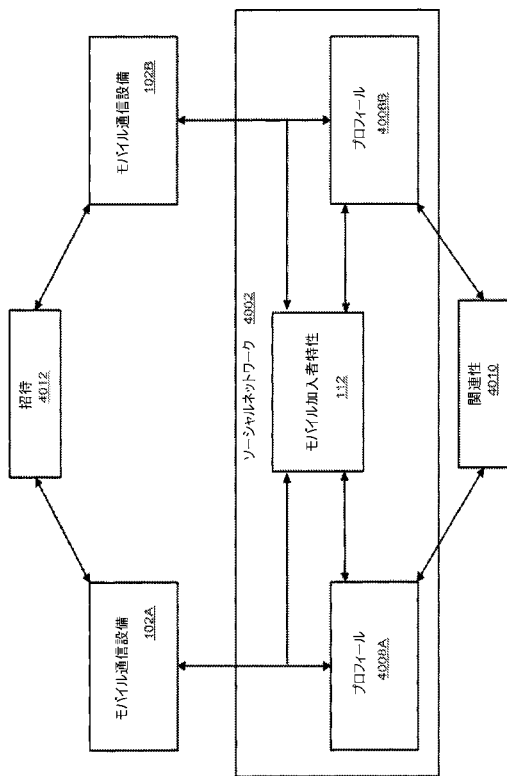 招待
4012
モバイル通信設備
102A
モバイル通信設備
102B
ソーシャルネットワーク 4002
モバイル加入者特性
112
プロフィール
4008A
プロフィール
4008B
関連性
4010